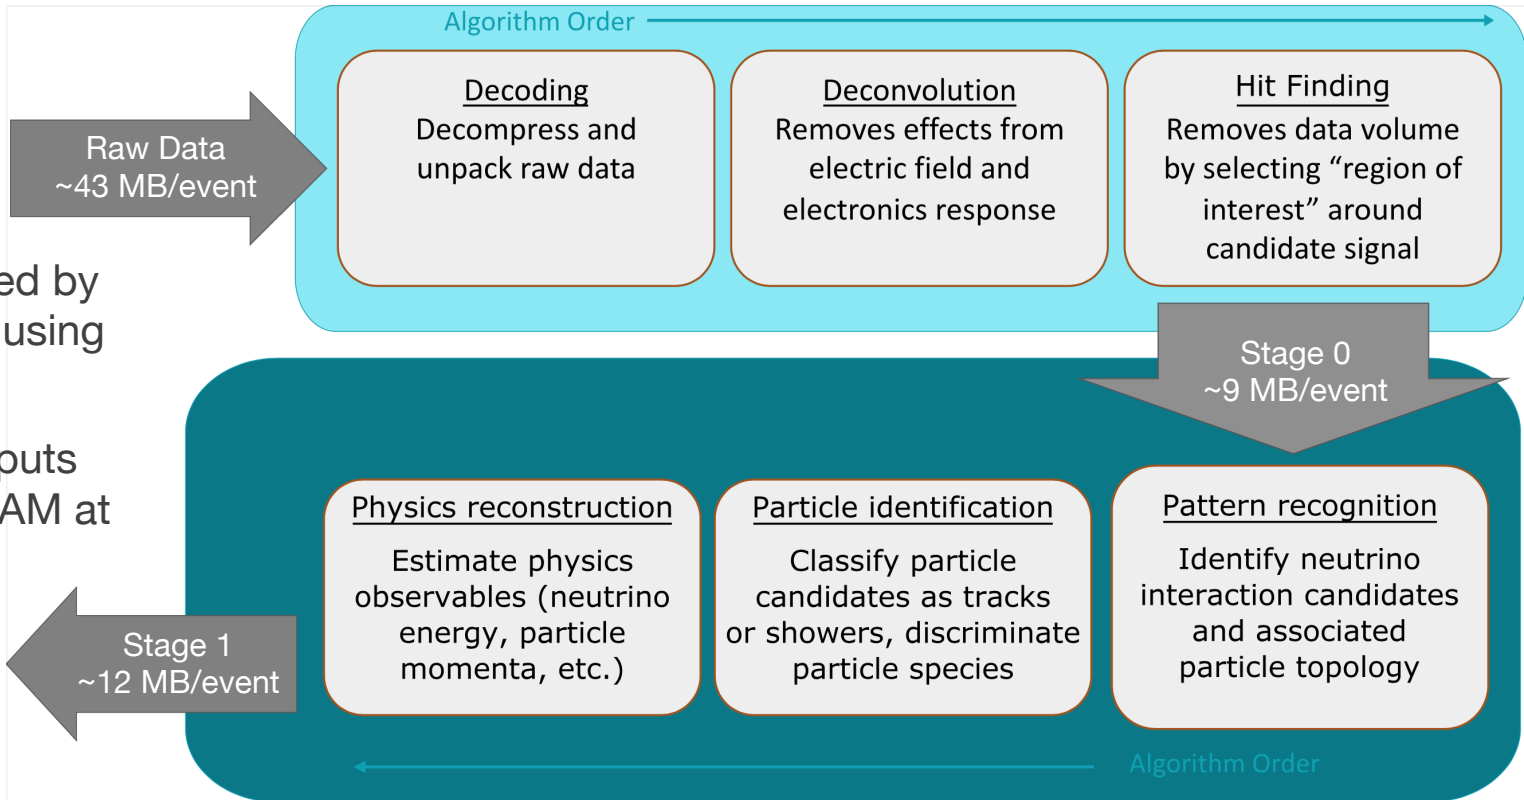 Algorithm Order
Raw Data
~43 MB/event
Decoding
Decompress and
unpack raw data
Deconvolution
Removes effects from
electric field and
electronics response
Hit Finding
Removes data volume
by selecting “region of
interest” around
candidate signal
ed by
using
puts
AM at
Stage 0
~9 MB/event
Pattern recognition
Identify neutrino
interaction candidates
and associated
particle topology
Particle identification
Classify particle
candidates as tracks
or showers, discriminate
particle species
Physics reconstruction
Estimate physics
observables (neutrino
energy, particle
momenta, etc.)
Stage 1
~12 MB/event
Algorithm Order